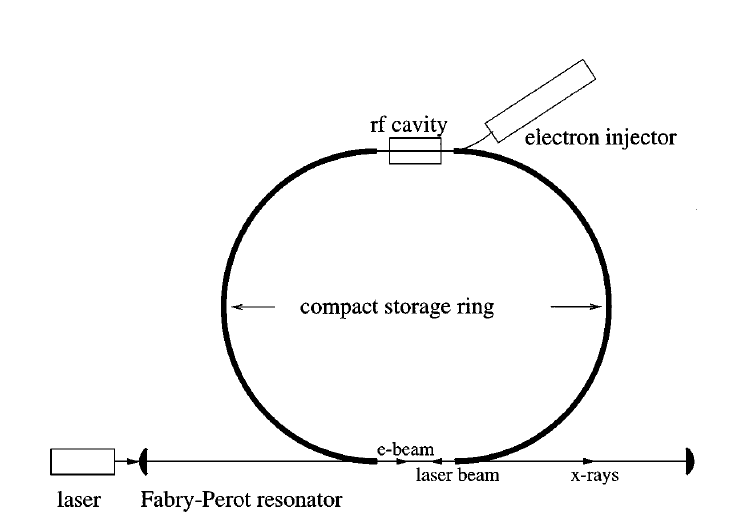 rf cavity
electron injector
compact storage ring
e-beam
laser beam
x-rays
laser
Fabry-Perot resonator